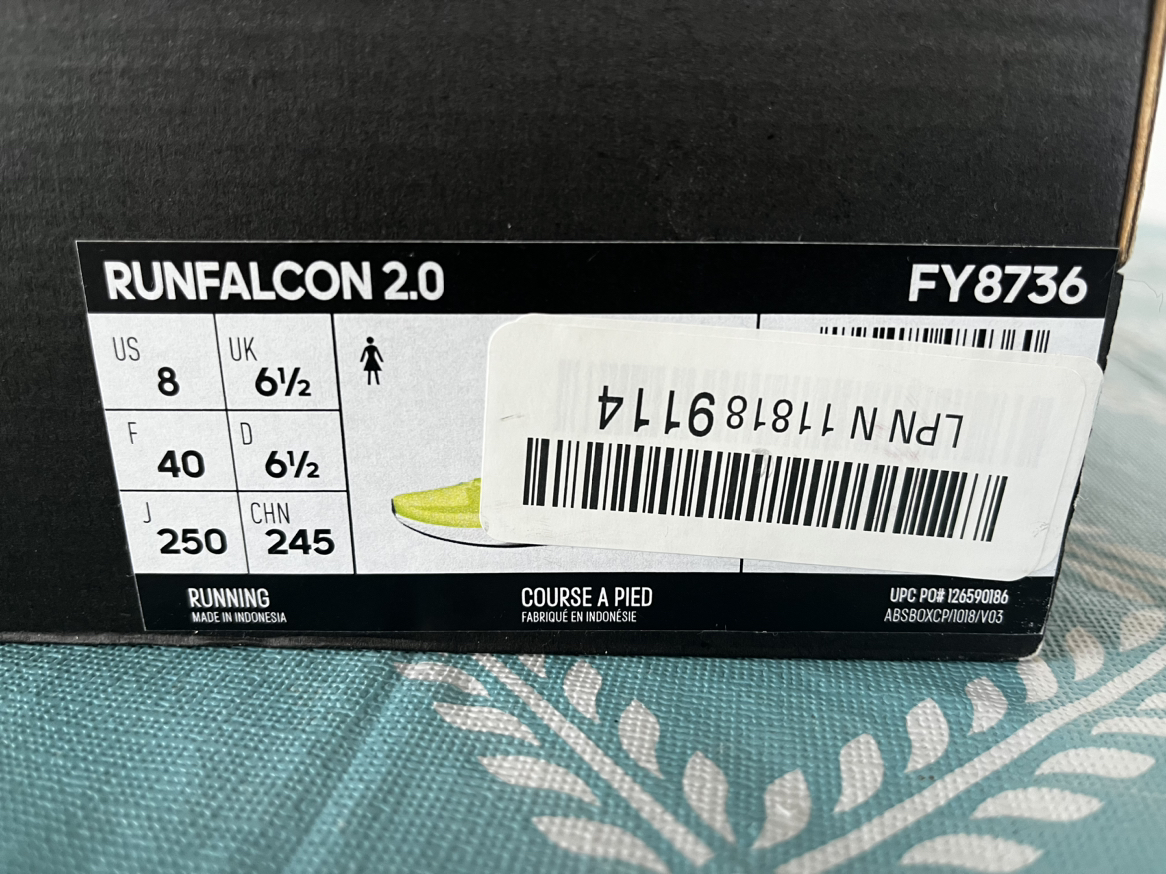 RUNFALCON 2.0
FY8736
US 8
UK 6½
F 40
D 6½
J 250
CHN 245
LPN N 118189114
RUNNING
MADE IN INDONESIA
COURSE A PIED
FABRIQUÉ EN INDONÉSIE
UPC PO# 126590186
ABSBOXCP/1018/V03